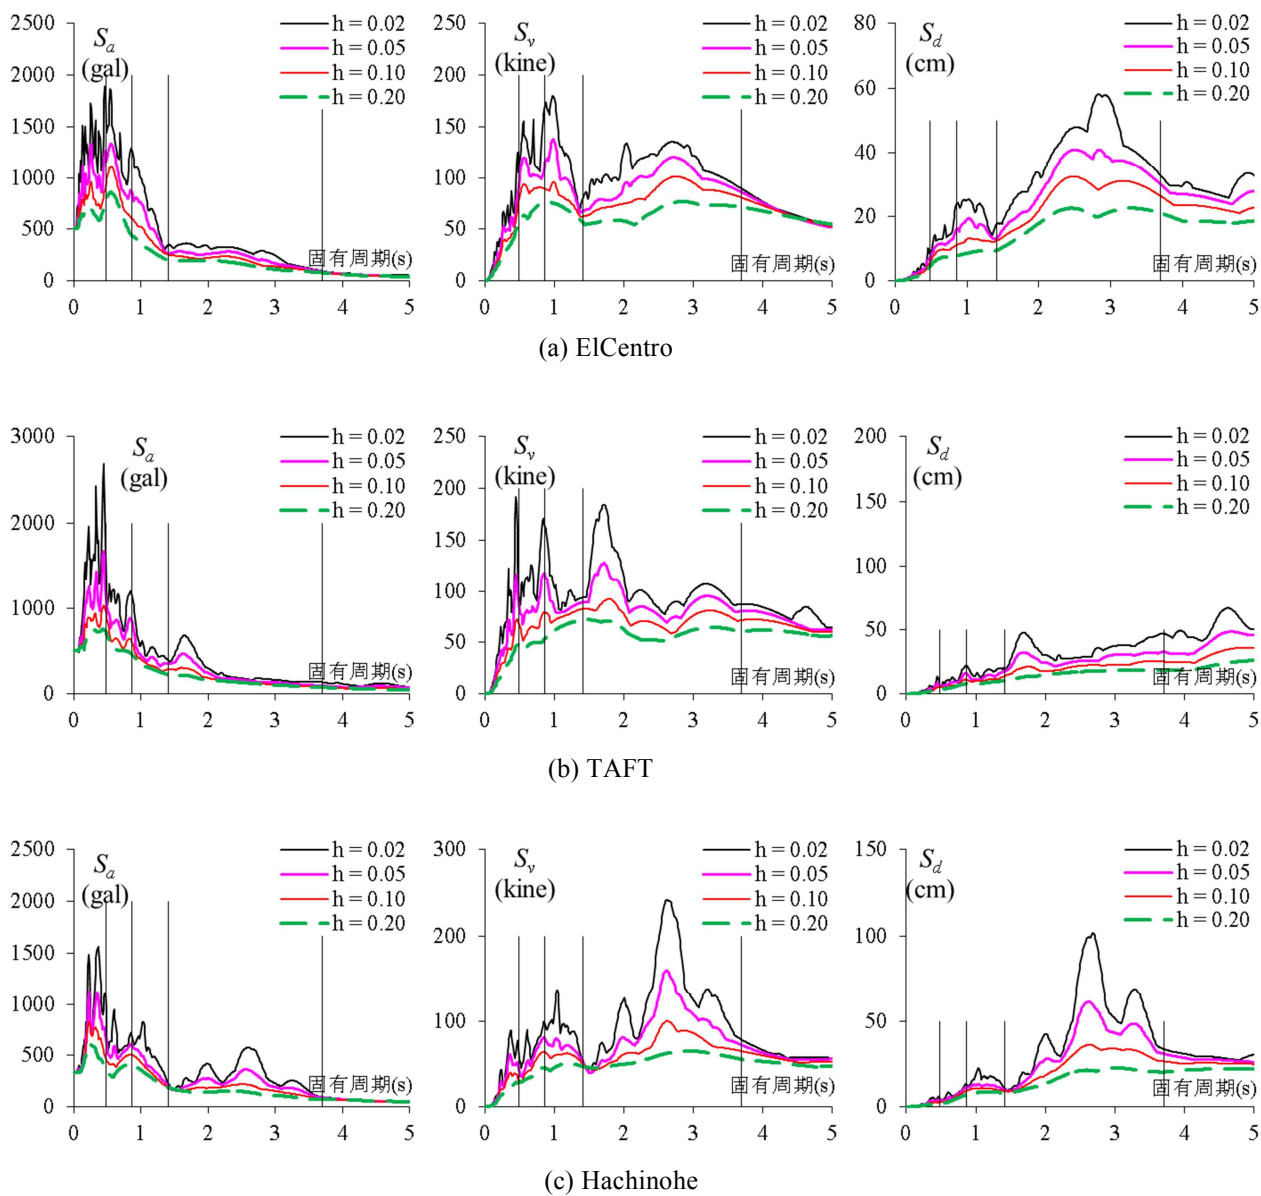 2500
2000
1500
1000
500
0
0 1 2 3 4 5
S_a
(gal)
h = 0.02
h = 0.05
h = 0.10
h = 0.20
固有周期(s)
250
200
150
100
50
0
0 1 2 3 4 5
S_v
(kine)
h = 0.02
h = 0.05
h = 0.10
h = 0.20
固有周期(s)
80
60
40
20
0
0 1 2 3 4 5
S_d
(cm)
h = 0.02
h = 0.05
h = 0.10
h = 0.20
固有周期(s)
(a) ElCentro
3000
2000
1000
0
0 1 2 3 4 5
S_a
(gal)
h = 0.02
h = 0.05
h = 0.10
h = 0.20
固有周期(s)
250
200
150
100
50
0
0 1 2 3 4 5
S_v
(kine)
h = 0.02
h = 0.05
h = 0.10
h = 0.20
固有周期(s)
200
150
100
50
0
0 1 2 3 4 5
S_d
(cm)
h = 0.02
h = 0.05
h = 0.10
h = 0.20
固有周期(s)
(b) TAFT
2500
2000
1500
1000
500
0
0 1 2 3 4 5
S_a
(gal)
h = 0.02
h = 0.05
h = 0.10
h = 0.20
固有周期(s)
300
200
100
0
0 1 2 3 4 5
S_v
(kine)
h = 0.02
h = 0.05
h = 0.10
h = 0.20
固有周期(s)
150
100
50
0
0 1 2 3 4 5
S_d
(cm)
h = 0.02
h = 0.05
h = 0.10
h = 0.20
固有周期(s)
(c) Hachinohe